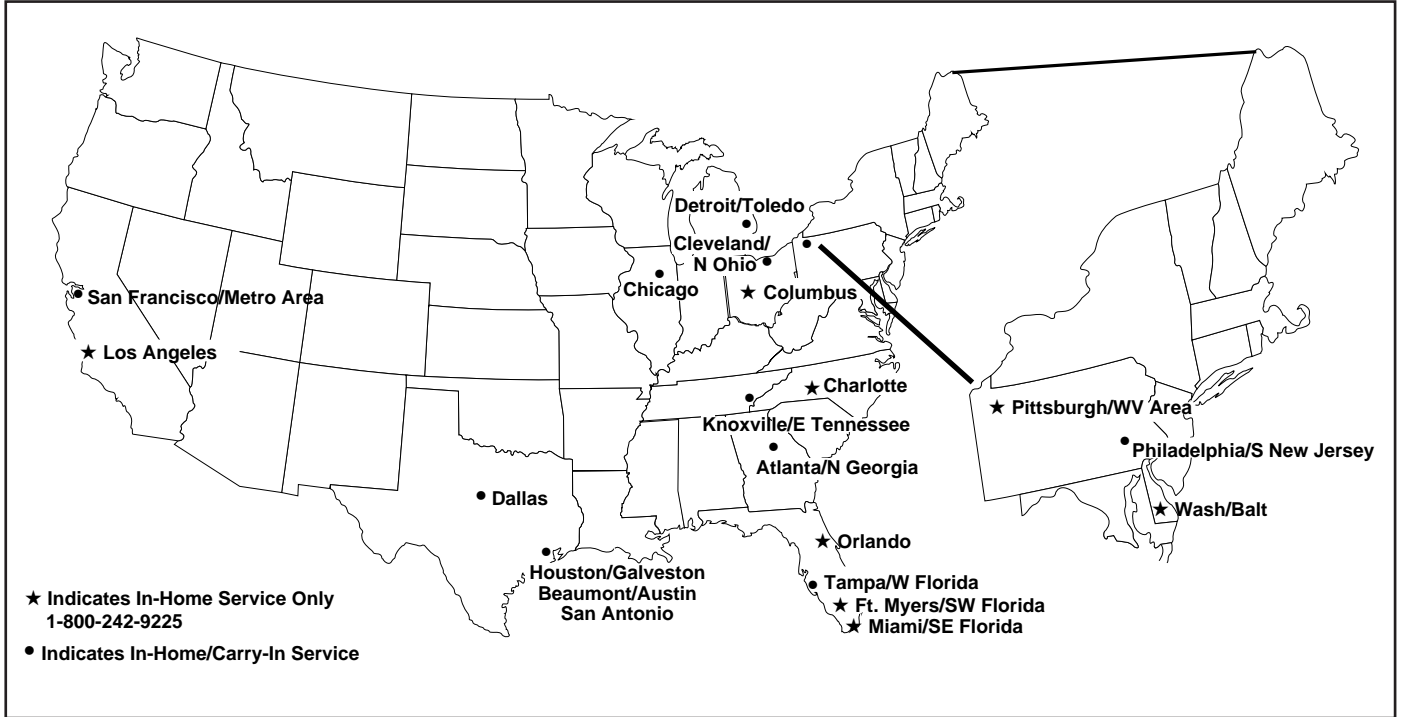 Detroit/Toledo
Cleveland/
N Ohio
Chicago
★ Columbus
San Francisco/Metro Area
★ Los Angeles
★ Charlotte
Knoxville/E Tennessee
Atlanta/N Georgia
★ Pittsburgh/WV Area
Philadelphia/S New Jersey
★ Wash/Balt
• Dallas
★ Orlando
Houston/Galveston
Beaumont/Austin
San Antonio
Tampa/W Florida
★ Ft. Myers/SW Florida
★ Miami/SE Florida
★ Indicates In-Home Service Only
1-800-242-9225
• Indicates In-Home/Carry-In Service